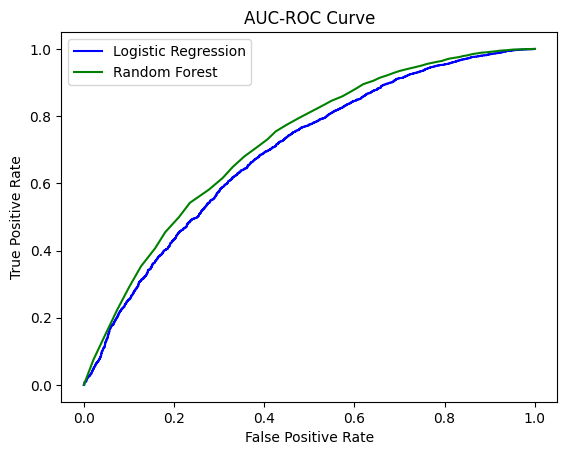 AUC-ROC Curve
Logistic Regression
Random Forest
True Positive Rate
1.0
0.8
0.6
0.4
0.2
0.0
0.0 0.2 0.4 0.6 0.8 1.0
False Positive Rate